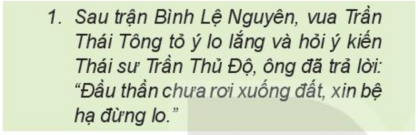 1. Sau trận Bình Lệ Nguyên, vua Trần
Thái Tông tỏ ý lo lắng và hỏi ý kiến
Thái sư Trần Thủ Độ, ông đã trả lời:
“Đầu thần chưa rơi xuống đất, xin bệ
hạ đừng lo.”